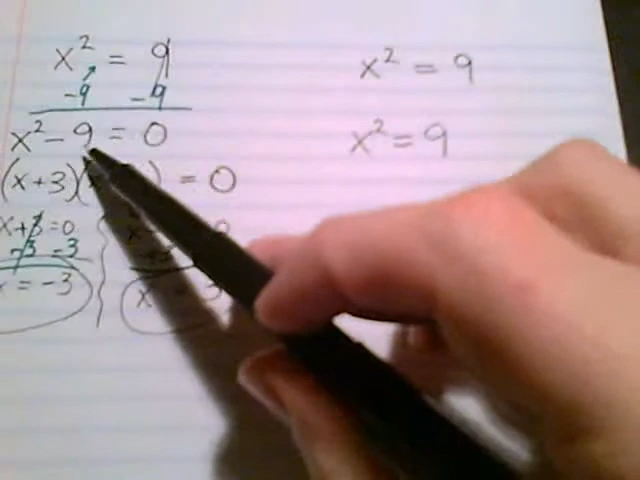 x² = 9
-9 -9
x² - 9 = 0
(x+3)( ) = 0
x+3=0
-3 -3
x = -3
x² = 9
x² = 9